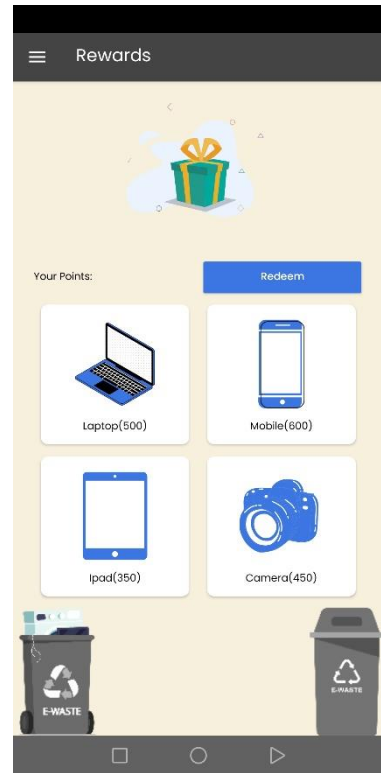 Rewards
Your Points:
Redeem
Laptop(500)
Mobile(600)
Ipad(350)
Camera(450)
E-WASTE
E-WASTE